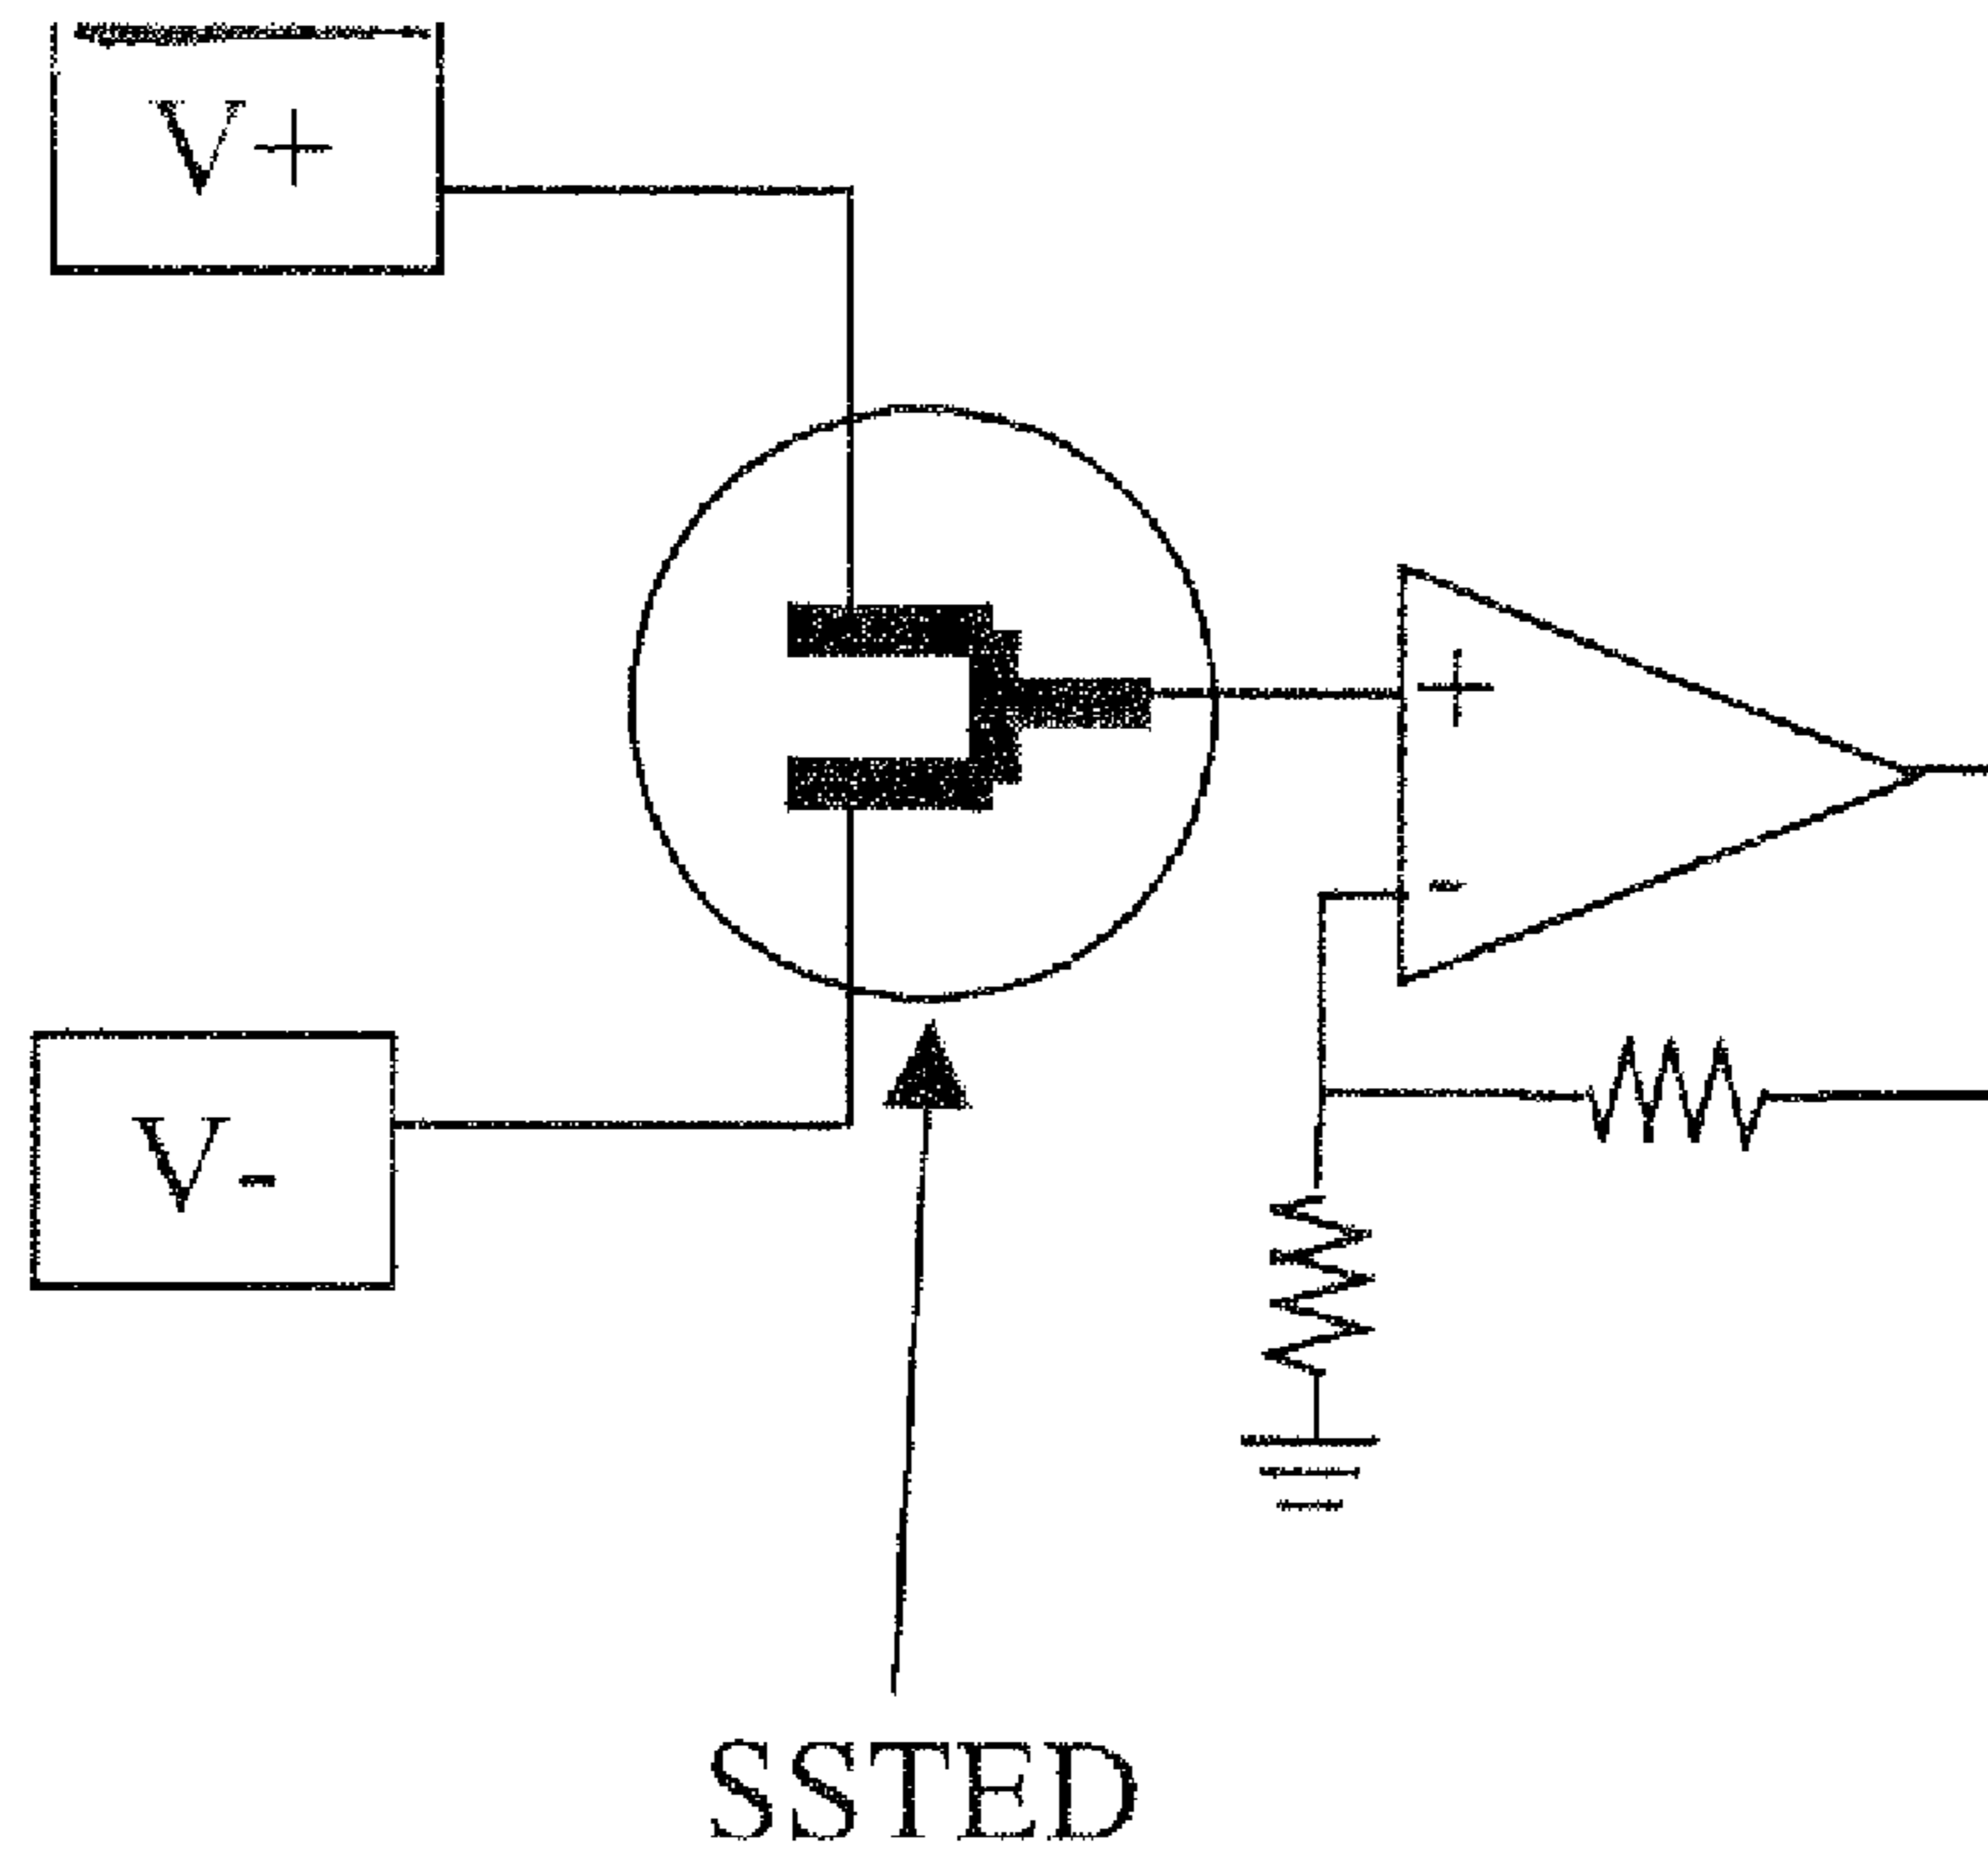 V+
+
-
V-
SSTED